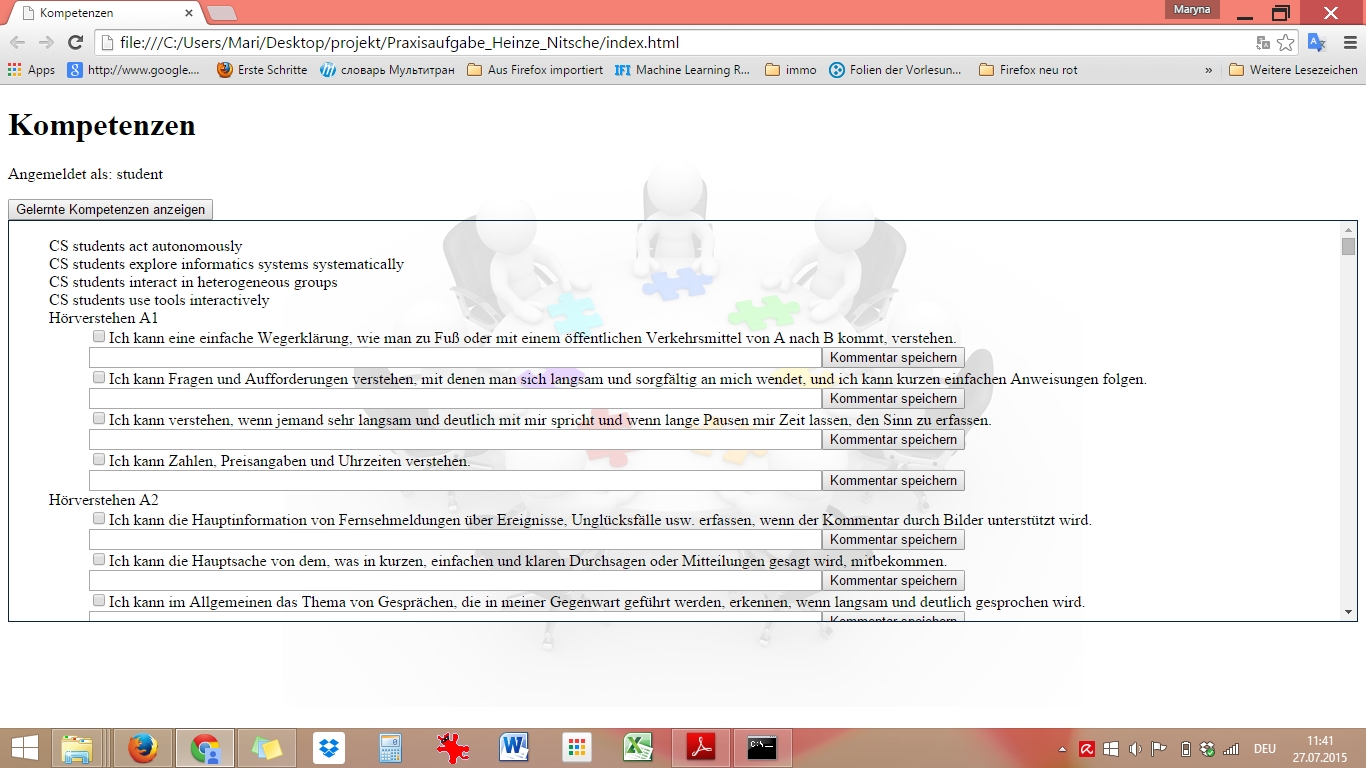 Kompetenzen
Maryna
file:///C:/Users/Mari/Desktop/projekt/Praxisaufgabe_Heinze_Nitsche/index.html
Apps http://www.google.... Erste Schritte словарь Мультитран Aus Firefox importiert IFI Machine Learning R... immo Folien der Vorlesun... Firefox neu rot » Weitere Lesezeichen
Kompetenzen
Angemeldet als: student
Gelernte Kompetenzen anzeigen
CS students act autonomously
CS students explore informatics systems systematically
CS students interact in heterogeneous groups
CS students use tools interactively
Hörverstehen A1
Ich kann eine einfache Wegerklärung, wie man zu Fuß oder mit einem öffentlichen Verkehrsmittel von A nach B kommt, verstehen.
Kommentar speichern
Ich kann Fragen und Aufforderungen verstehen, mit denen man sich langsam und sorgfältig an mich wendet, und ich kann kurzen einfachen Anweisungen folgen.
Kommentar speichern
Ich kann verstehen, wenn jemand sehr langsam und deutlich mit mir spricht und wenn lange Pausen mir Zeit lassen, den Sinn zu erfassen.
Kommentar speichern
Ich kann Zahlen, Preisangaben und Uhrzeiten verstehen.
Kommentar speichern
Hörverstehen A2
Ich kann die Hauptinformation von Fernsehmeldungen über Ereignisse, Unglücksfälle usw. erfassen, wenn der Kommentar durch Bilder unterstützt wird.
Kommentar speichern
Ich kann die Hauptsache von dem, was in kurzen, einfachen und klaren Durchsagen oder Mitteilungen gesagt wird, mitbekommen.
Kommentar speichern
Ich kann im Allgemeinen das Thema von Gesprächen, die in meiner Gegenwart geführt werden, erkennen, wenn langsam und deutlich gesprochen wird.
Kommentar speichern
DEU
11:41
27.07.2015